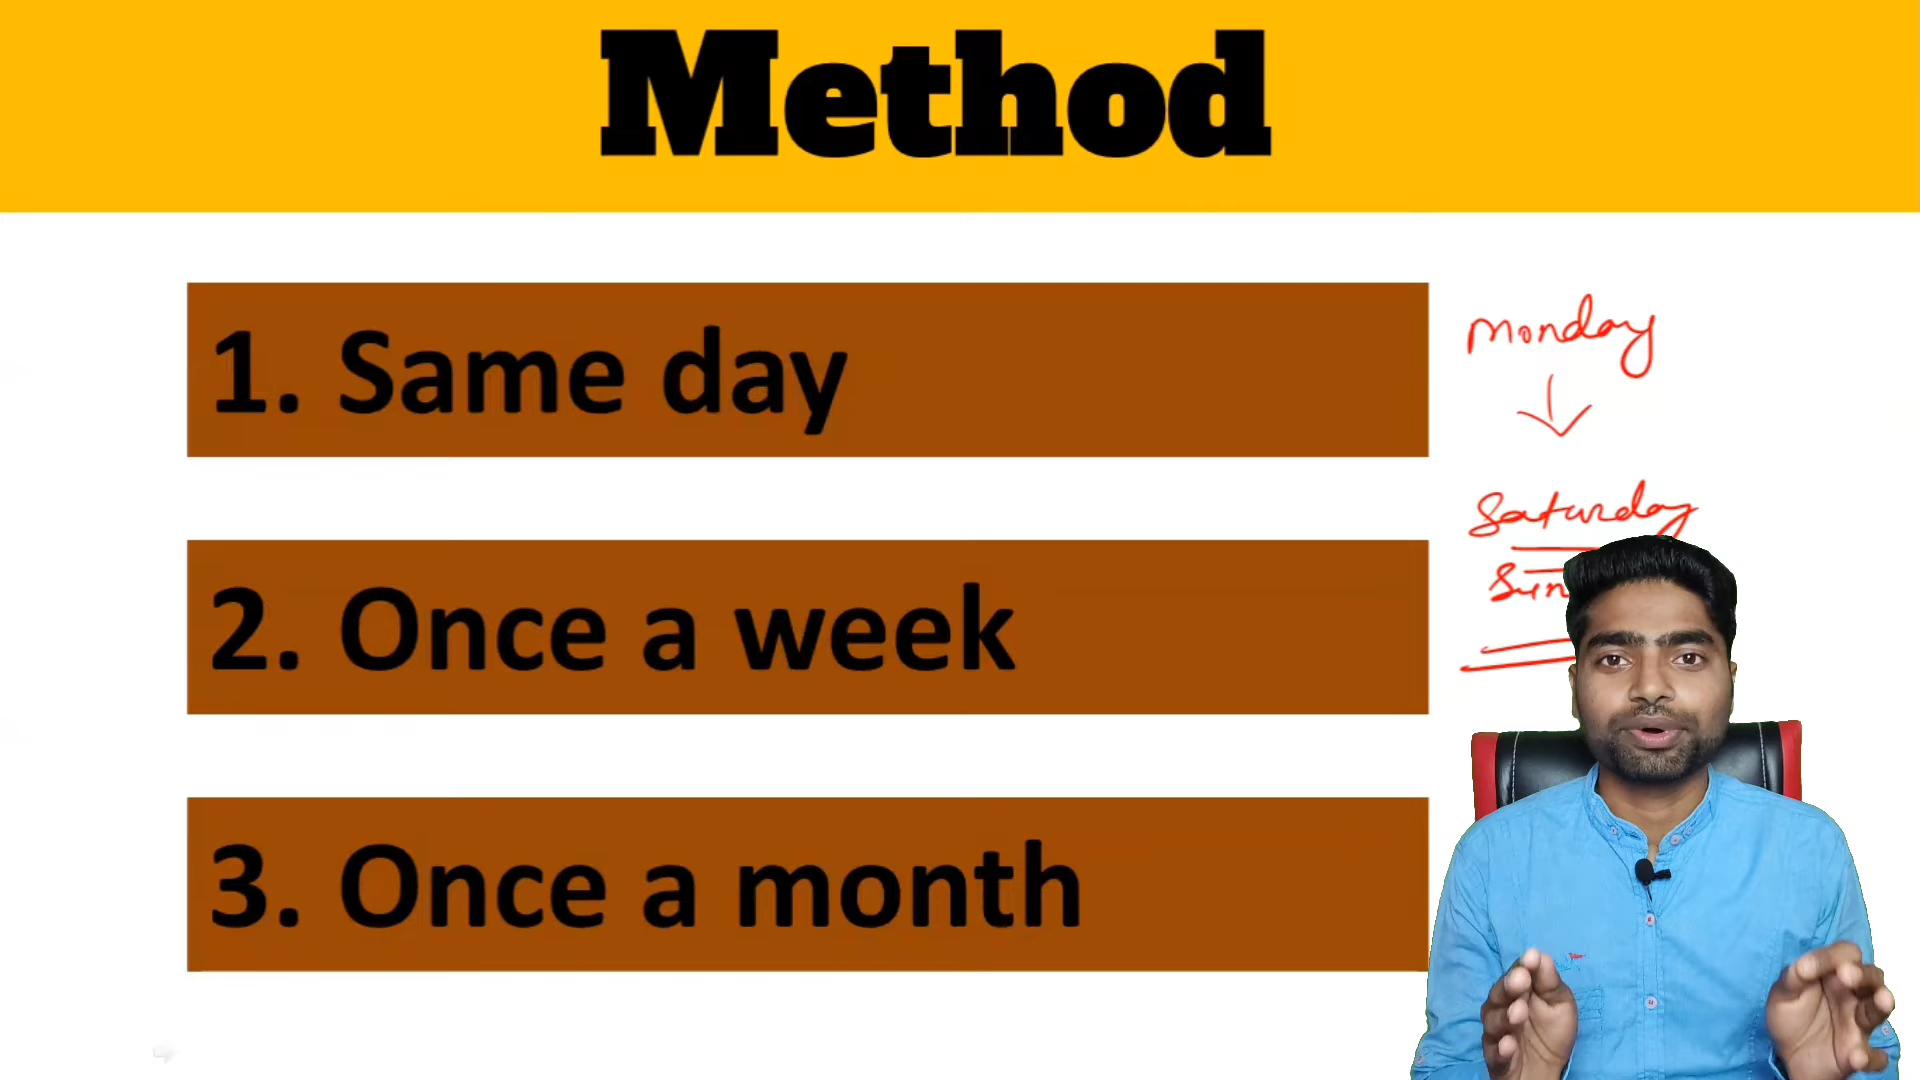 Method
1. Same day
2. Once a week
3. Once a month
Monday
Saturday